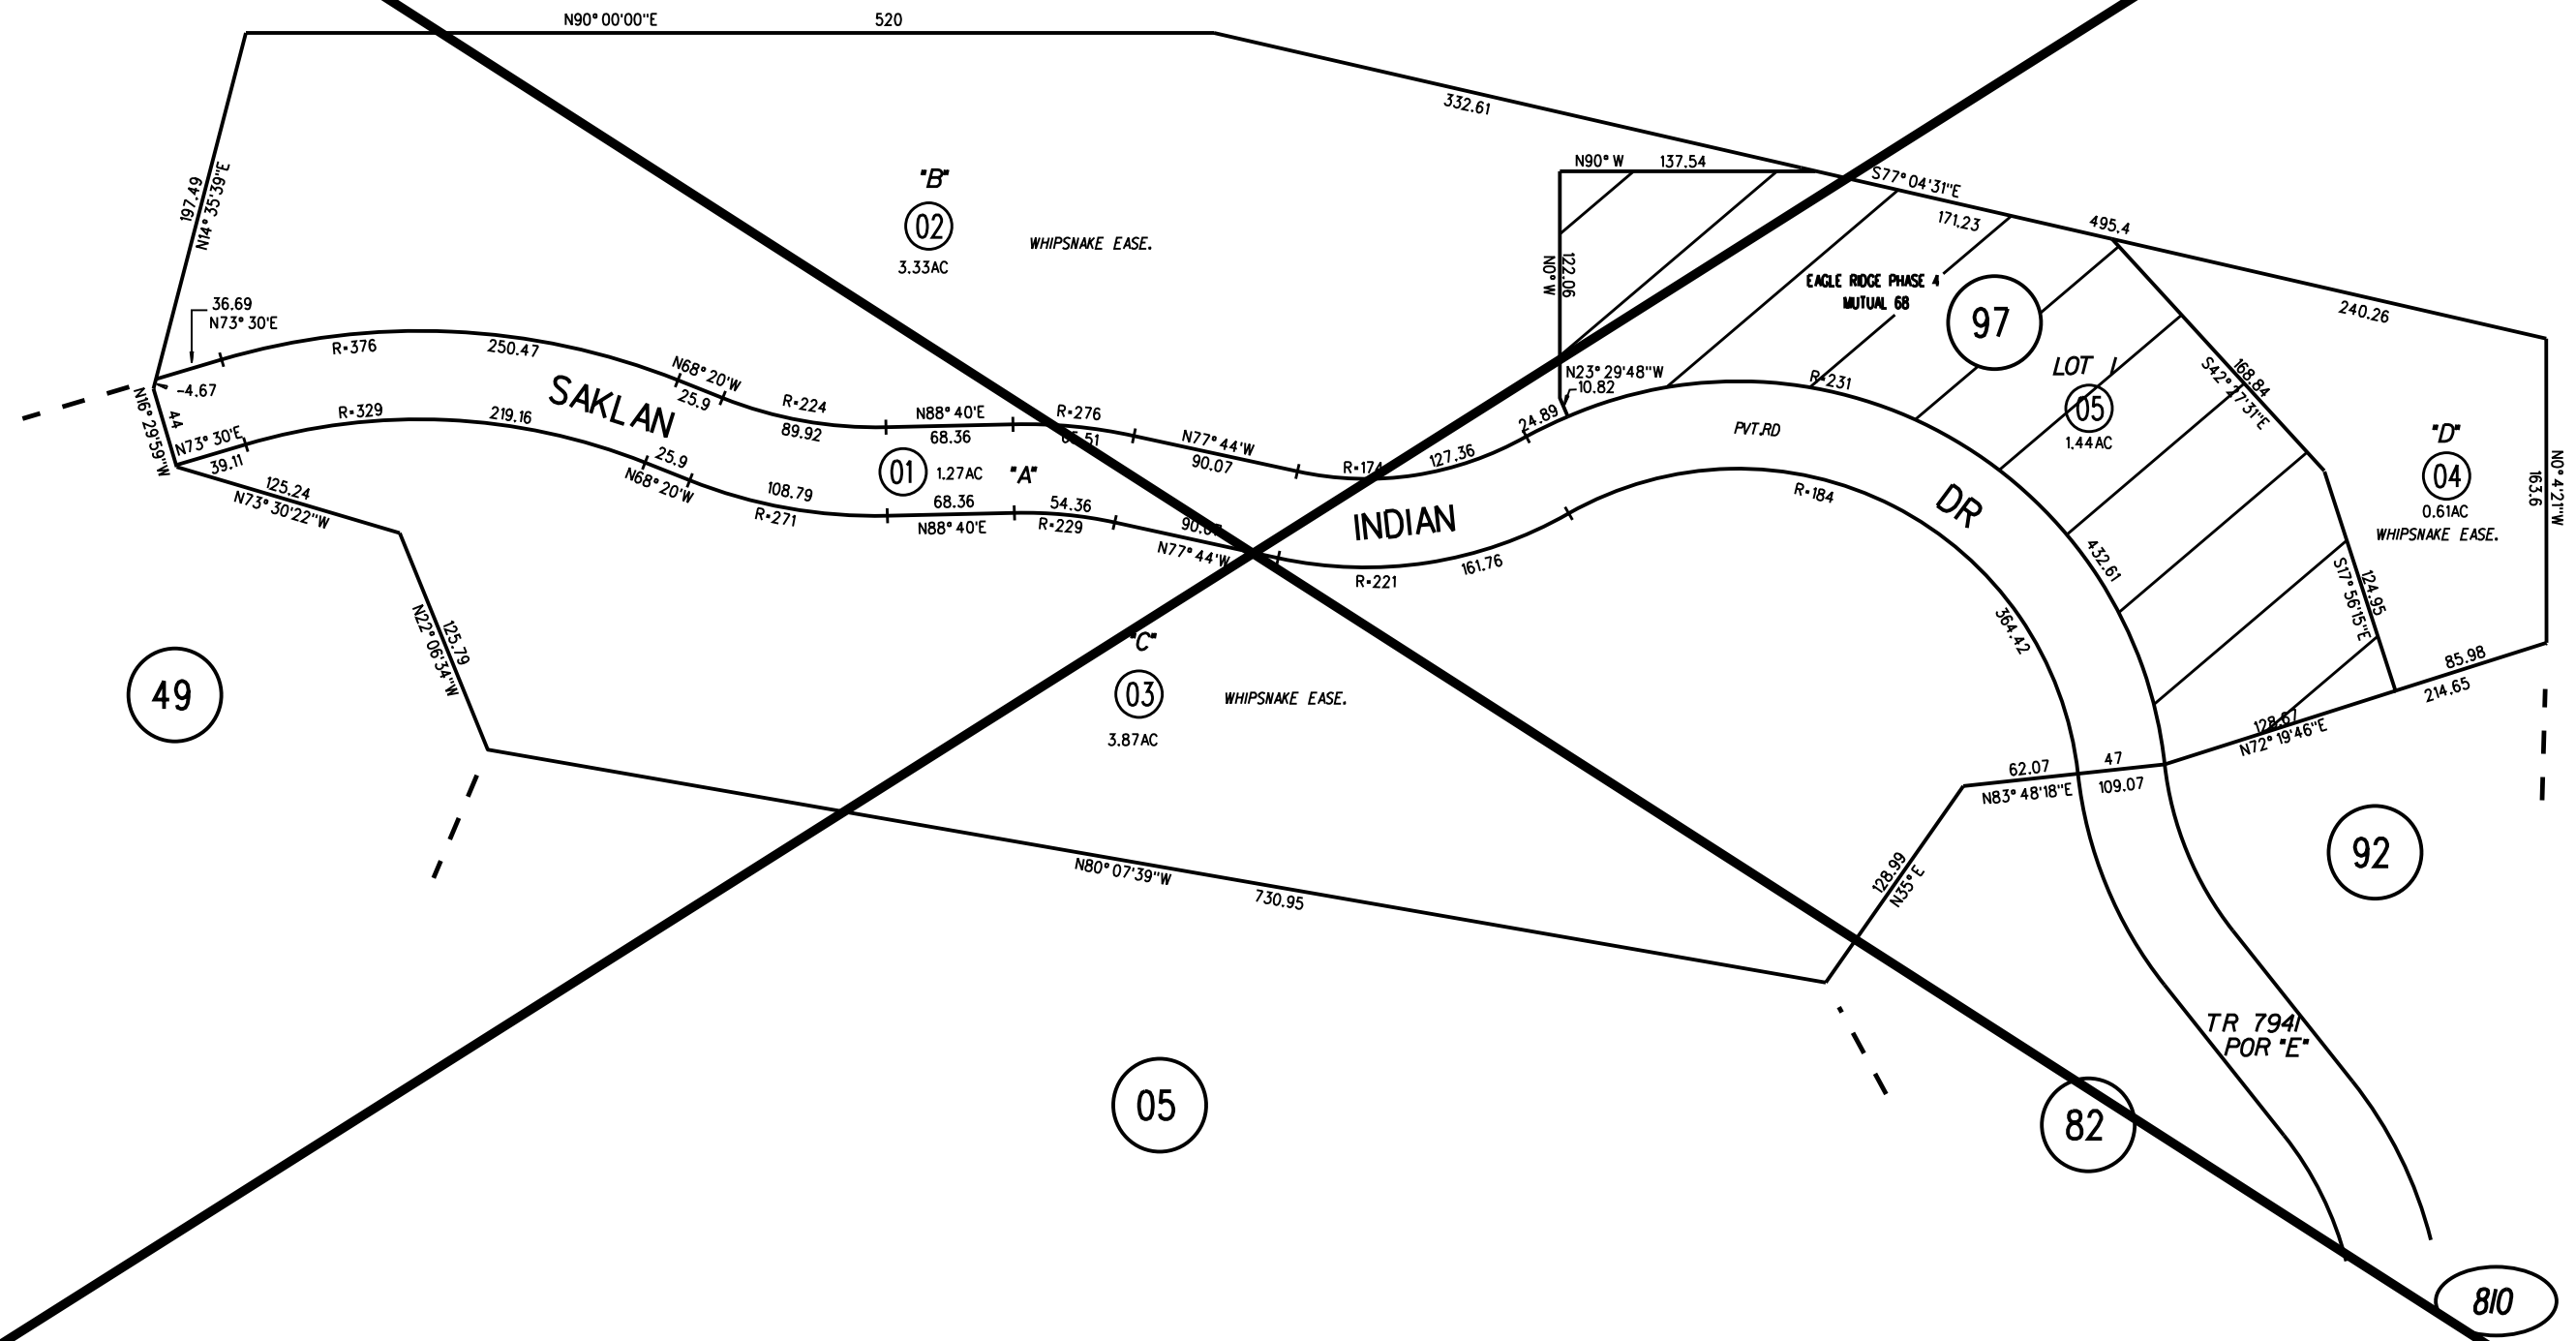 N90° 00'00"E 520
332.61
N90° W 137.54
S77° 04'31"E
171.23
495.4
240.26
197.49
N14° 35'39"E
"B"
02
3.33AC
WHIPSNAKE EASE.
N0° W
122.06
EAGLE RIDGE PHASE 4
MUTUAL 68
97
LOT 1
05
1.44AC
168.84
S42° 27'31"E
36.69
N73° 30'E
-4.67
R=376
250.47
N68° 20'W
25.9
R=224
89.92
N88° 40'E
68.36
R=276
65.51
N77° 44'W
90.07
R=174
127.36
24.89
N23° 29'48"W
10.82
R=231
PVT.RD
"D"
04
0.61AC
WHIPSNAKE EASE.
N0° 4'21"W
163.6
N16° 29'59"W
44
N73° 30'E
39.11
R=329
219.16
SAKLAN
25.9
N68° 20'W
108.79
R=271
01 1.27AC "A"
68.36
N88° 40'E
54.36
R=229
90.07
N77° 44'W
INDIAN
R=221
161.76
R=184
DR
432.61
364.42
S17° 56'15"E
124.95
125.24
N73° 30'22"W
N22° 06'34"W
125.79
49
"C"
03
3.87AC
WHIPSNAKE EASE.
85.98
214.65
128.67
N72° 19'46"E
62.07
47
N83° 48'18"E
109.07
128.99
N35° E
N80° 07'39"W
730.95
92
05
82
TR 7941
POR "E"
810